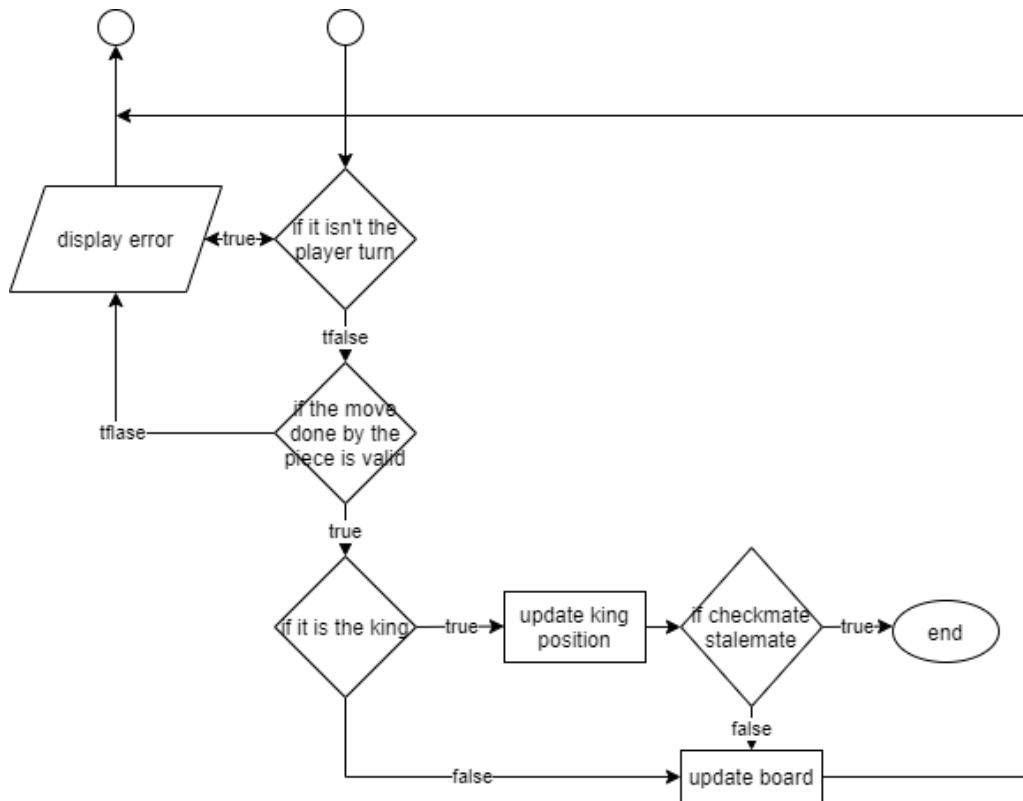 if it isn't the
player turn
display error
true
tfalse
if the move
done by the
piece is valid
tflase
true
if it is the king
true
update king
position
if checkmate
stalemate
true
end
false
false
update board